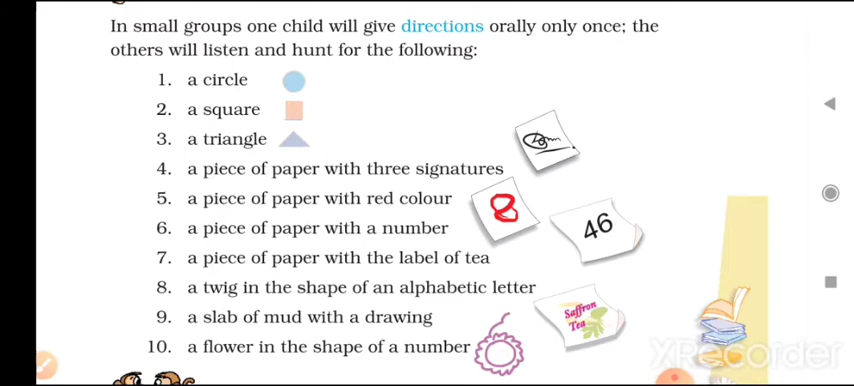 In small groups one child will give directions orally only once; the
others will listen and hunt for the following:
1. a circle
2. a square
3. a triangle
4. a piece of paper with three signatures
5. a piece of paper with red colour
8
6. a piece of paper with a number
46
7. a piece of paper with the label of tea
8. a twig in the shape of an alphabetic letter
Saffron
Tea
9. a slab of mud with a drawing
10. a flower in the shape of a number
XRecorder